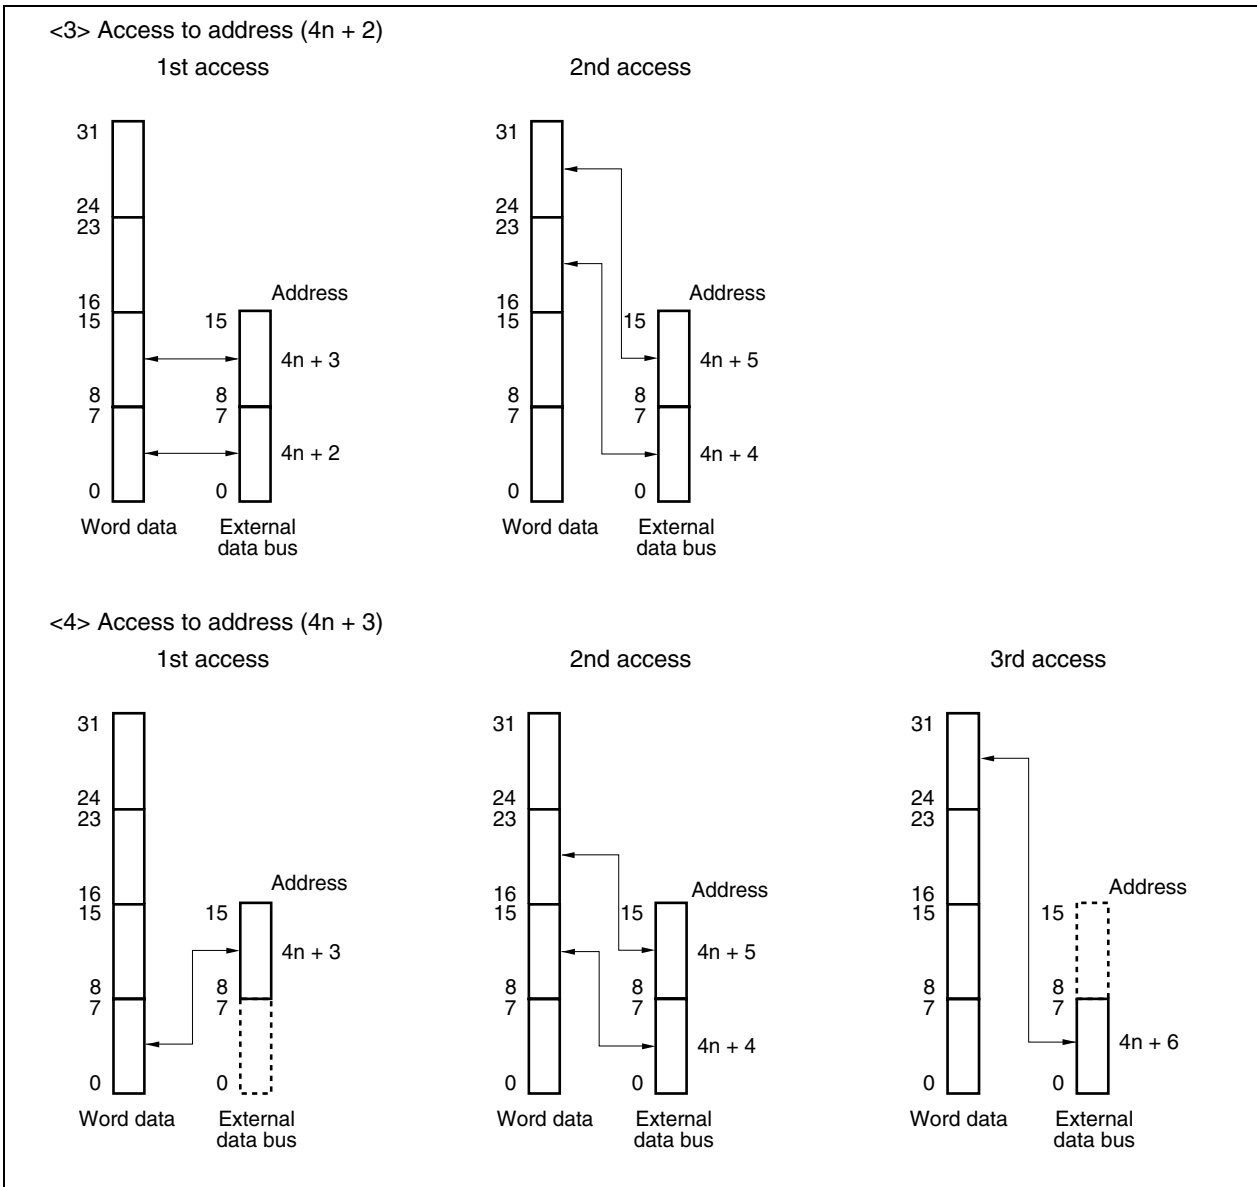 <3> Access to address (4n + 2)
1st access
2nd access
31
24
23
16
15
8
7
0
Address
15
8
7
0
4n + 3
4n + 2
Word data
External
data bus
31
24
23
16
15
8
7
0
Address
15
8
7
0
4n + 5
4n + 4
Word data
External
data bus
<4> Access to address (4n + 3)
1st access
2nd access
3rd access
31
24
23
16
15
8
7
0
Address
15
8
7
0
4n + 3
Word data
External
data bus
31
24
23
16
15
8
7
0
Address
15
8
7
0
4n + 5
4n + 4
Word data
External
data bus
31
24
23
16
15
8
7
0
Address
15
8
7
0
4n + 6
Word data
External
data bus